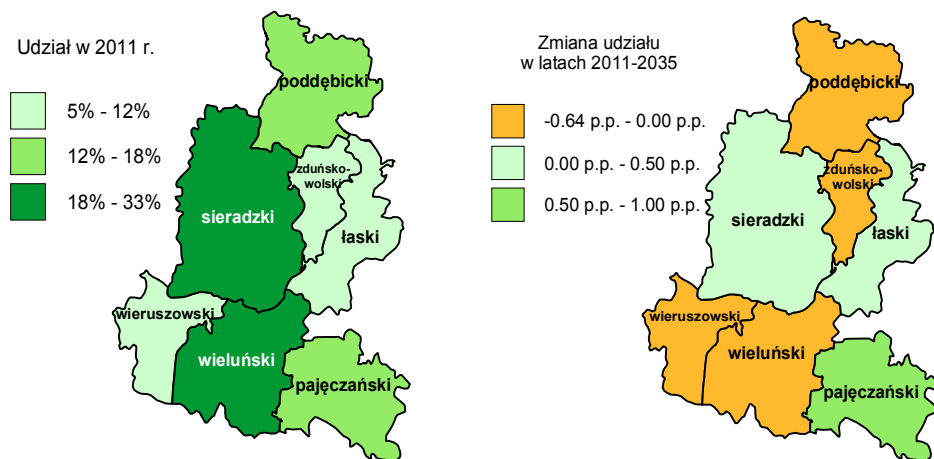 Udział w 2011 r.
5% - 12%
12% - 18%
18% - 33%
poddębicki
zduńsko-
wolski
sieradzki
łaski
wieruszowski
wieluński
pajęczański
Zmiana udziału
w latach 2011-2035
-0.64 p.p. - 0.00 p.p.
0.00 p.p. - 0.50 p.p.
0.50 p.p. - 1.00 p.p.
poddębicki
zduńsko-
wolski
sieradzki
łaski
wieruszowski
wieluński
pajęczański